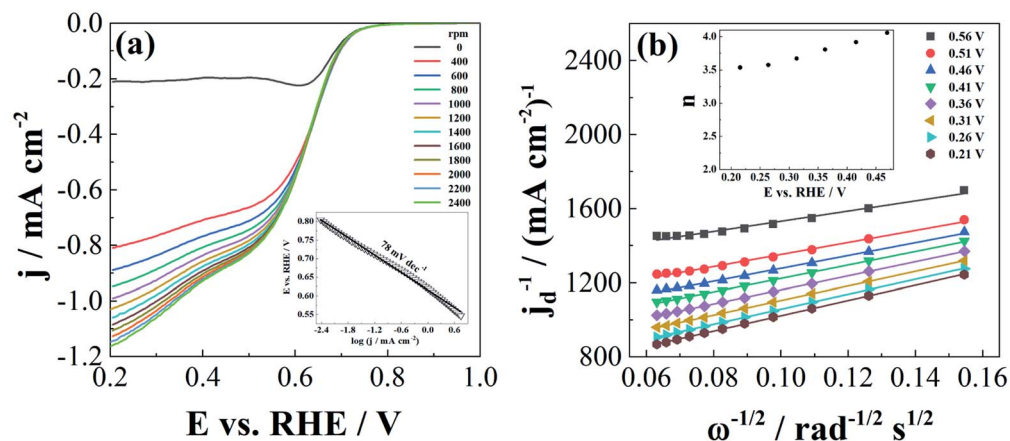 (a)
j / mA cm-2
0.0
-0.2
-0.4
-0.6
-0.8
-1.0
-1.2
0.2
0.4
0.6
0.8
1.0
E vs. RHE / V
rpm
0
400
600
800
1000
1200
1400
1600
1800
2000
2200
2400
E vs. RHE / V
0.80
0.75
0.70
0.65
0.60
0.55
78 mV dec-1
-2.4
-1.8
-1.2
-0.6
0.0
0.6
log (j / mA cm-2)
(b)
jd-1 / (mA cm-2)-1
2400
2000
1600
1200
800
0.06
0.08
0.10
0.12
0.14
0.16
ω-1/2 / rad-1/2 s1/2
n
4.0
3.5
3.0
2.5
2.0
0.20
0.25
0.30
0.35
0.40
0.45
E vs. RHE / V
0.56 V
0.51 V
0.46 V
0.41 V
0.36 V
0.31 V
0.26 V
0.21 V